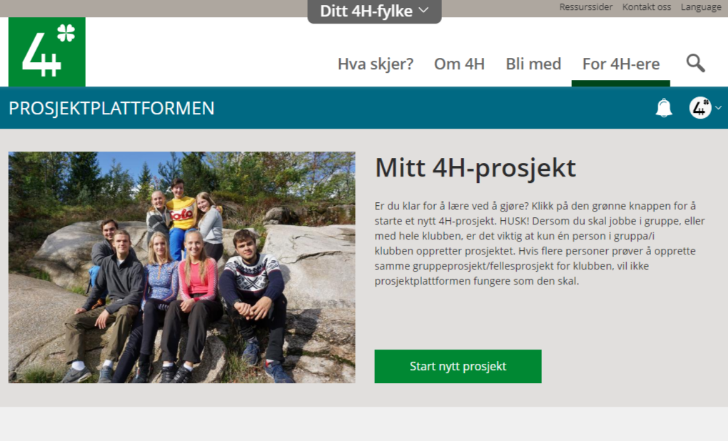 Ditt 4H-fylke
Ressurssider Kontakt oss Language
4H
Hva skjer? Om 4H Bli med For 4H-ere
PROSJEKTPLATTFORMEN
4H
Mitt 4H-prosjekt
Er du klar for å lære ved å gjøre? Klikk på den grønne knappen for å
starte et nytt 4H-prosjekt. HUSK! Dersom du skal jobbe i gruppe, eller
med hele klubben, er det viktig at kun én person i gruppa/i
klubben oppretter prosjektet. Hvis flere personer prøver å opprette
samme gruppeprosjekt/fellesprosjekt for klubben, vil ikke
prosjektplattformen fungere som den skal.
Start nytt prosjekt